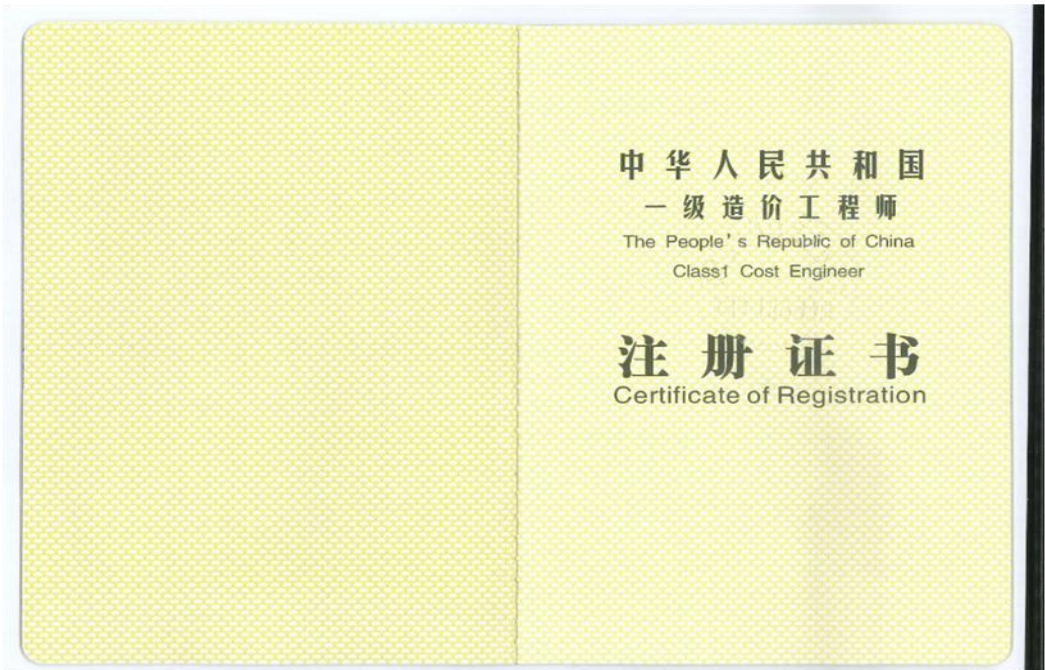 中华人民共和国
一级造价工程师
The People's Republic of China
Class1 Cost Engineer
注册证书
Certificate of Registration